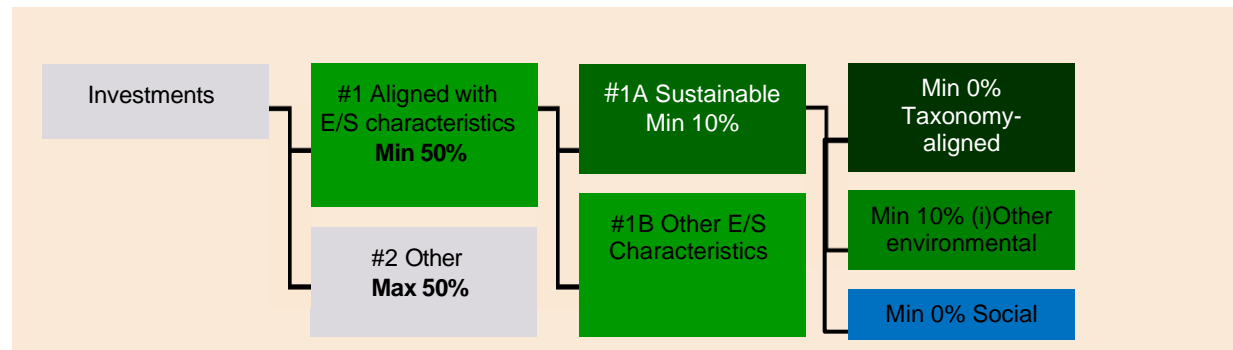 Investments
#1 Aligned with
E/S characteristics
Min 50%
#2 Other
Max 50%
#1A Sustainable
Min 10%
#1B Other E/S
Characteristics
Min 0%
Taxonomy-
aligned
Min 10% (i)Other
environmental
Min 0% Social